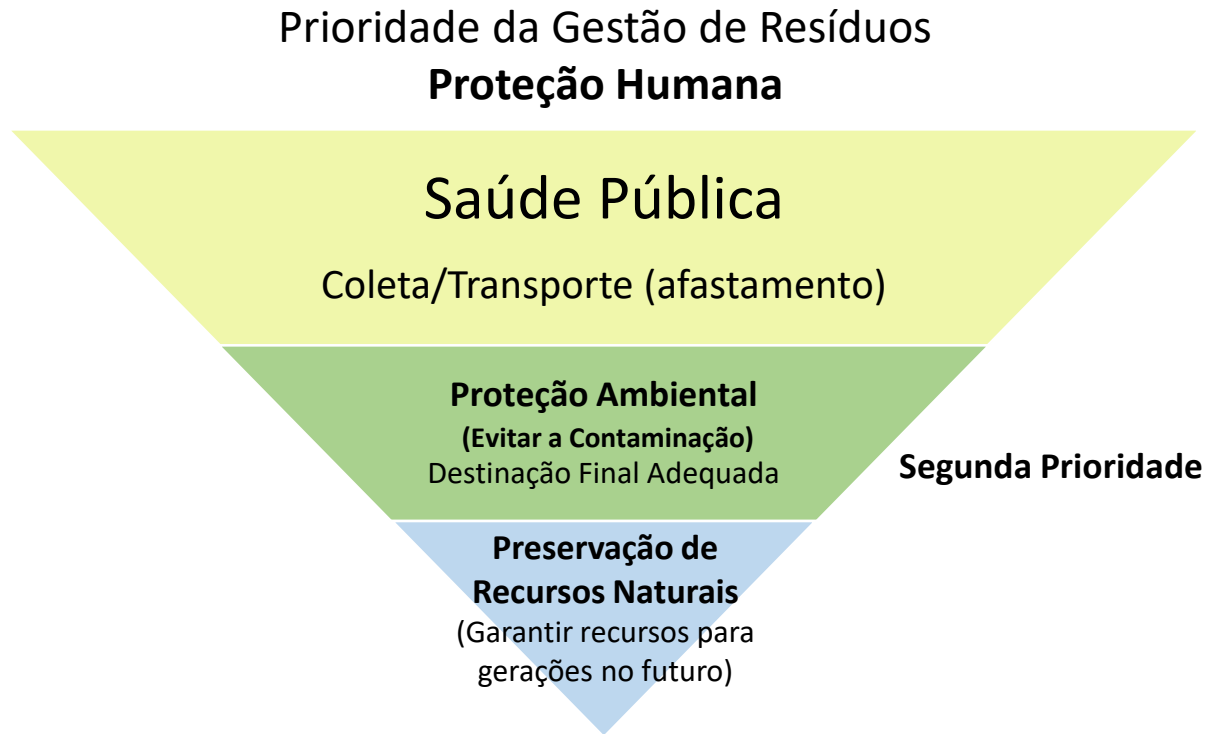 Prioridade da Gestão de Resíduos
Proteção Humana
Saúde Pública
Coleta/Transporte (afastamento)
Proteção Ambiental
(Evitar a Contaminação)
Destinação Final Adequada
Segunda Prioridade
Preservação de
Recursos Naturais
(Garantir recursos para
gerações no futuro)